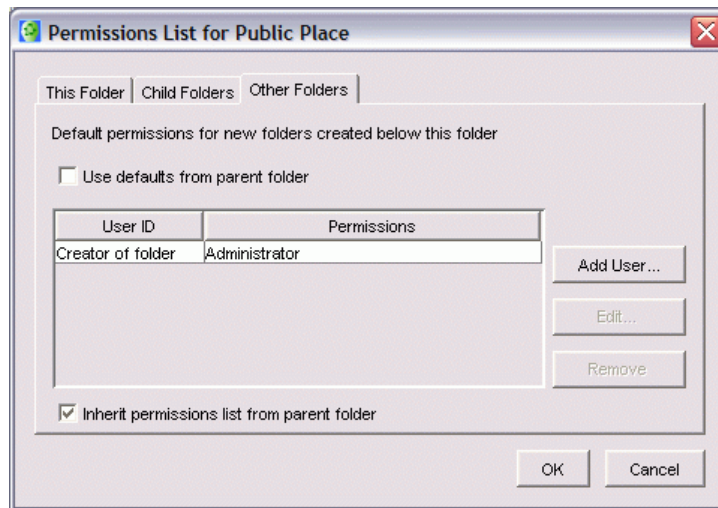 Permissions List for Public Place
This Folder Child Folders Other Folders
Default permissions for new folders created below this folder
Use defaults from parent folder
User ID Permissions
Creator of folder Administrator
Add User...
Edit...
Remove
Inherit permissions list from parent folder
OK Cancel